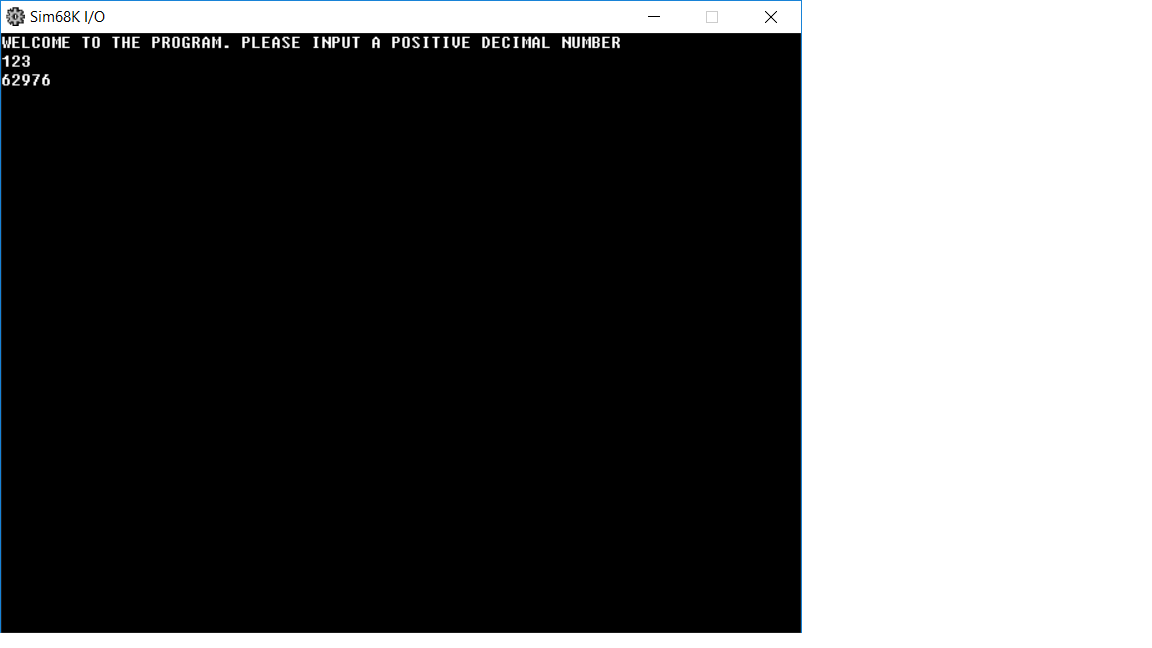 Sim68K I/O
WELCOME TO THE PROGRAM. PLEASE INPUT A POSITIVE DECIMAL NUMBER
123
62976